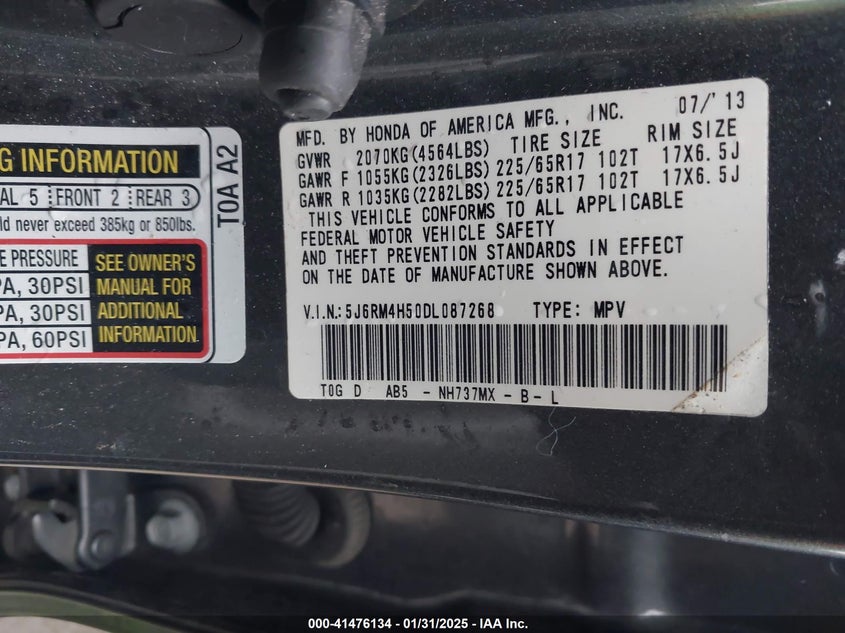 G INFORMATION
AL 5 FRONT 2 REAR 3
ld never exceed 385kg or 850lbs.
E PRESSURE
PA, 30PSI
PA, 30PSI
PA, 60PSI
SEE OWNER'S
MANUAL FOR
ADDITIONAL
INFORMATION
T0A A2
MFD. BY HONDA OF AMERICA MFG., INC. 07/'13
GVWR 2070KG(4564LBS) TIRE SIZE RIM SIZE
GAWR F 1055KG(2326LBS) 225/65R17 102T 17X6.5J
GAWR R 1035KG(2282LBS) 225/65R17 102T 17X6.5J
THIS VEHICLE CONFORMS TO ALL APPLICABLE
FEDERAL MOTOR VEHICLE SAFETY
AND THEFT PREVENTION STANDARDS IN EFFECT
ON THE DATE OF MANUFACTURE SHOWN ABOVE.
V.I.N.:5J6RM4H50DL087268 TYPE: MPV
T0G D AB5 - NH737MX - B - L
000-41476134 - 01/31/2025 - IAA Inc.